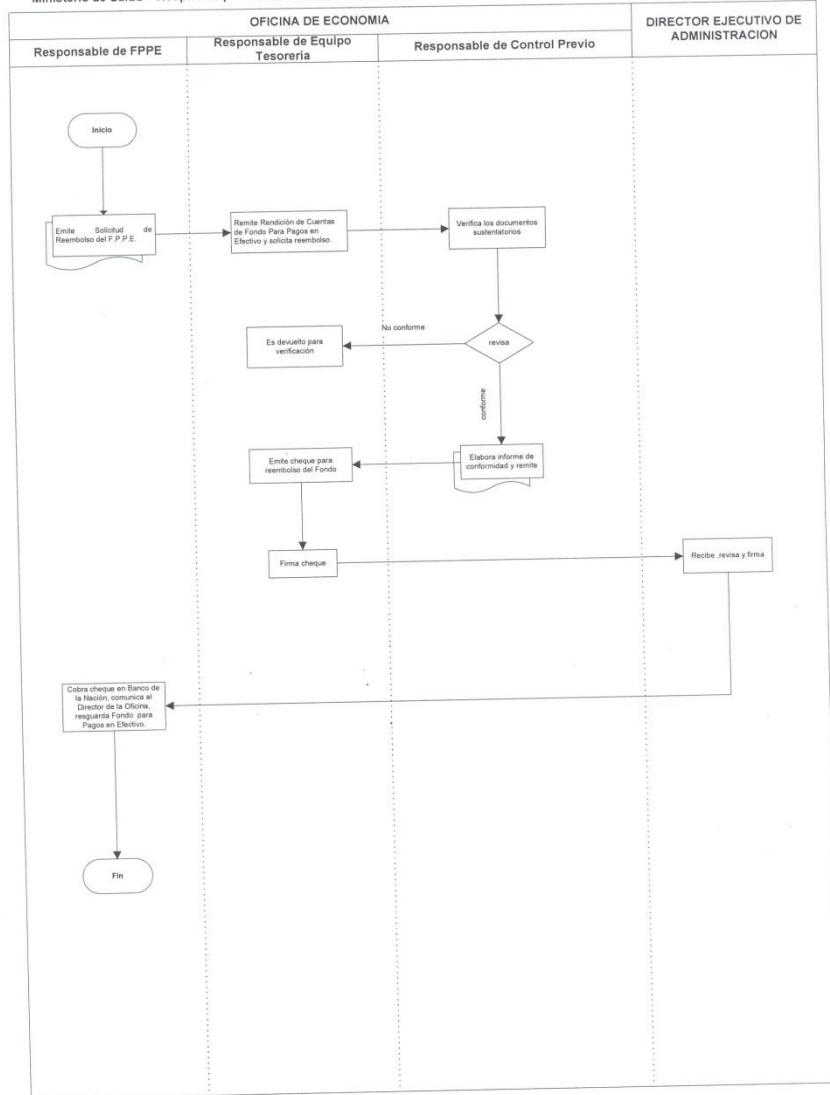 Ministerio de Salud
OFICINA DE ECONOMIA
DIRECTOR EJECUTIVO DE
ADMINISTRACION
Responsable de FPPE
Responsable de Equipo
Tesoreria
Responsable de Control Previo
Inicio
Emite Solicitud de
Reembolso del F.P.P.E.
Remite Rendición de Cuentas
de Fondo Para Pagos en
Efectivo y solicita reembolso.
Verifica los documentos
sustentatorios
No conforme
Es devuelto para
verificación
revisa
conforme
Emite cheque para
reembolso del Fondo
Elabora informe de
conformidad y remite
Firma cheque
Recibe ,revisa y firma
Cobra cheque en Banco de
la Nación, comunica al
Director de la Oficina,
resguarda Fondo para
Pagos en Efectivo.
Fin